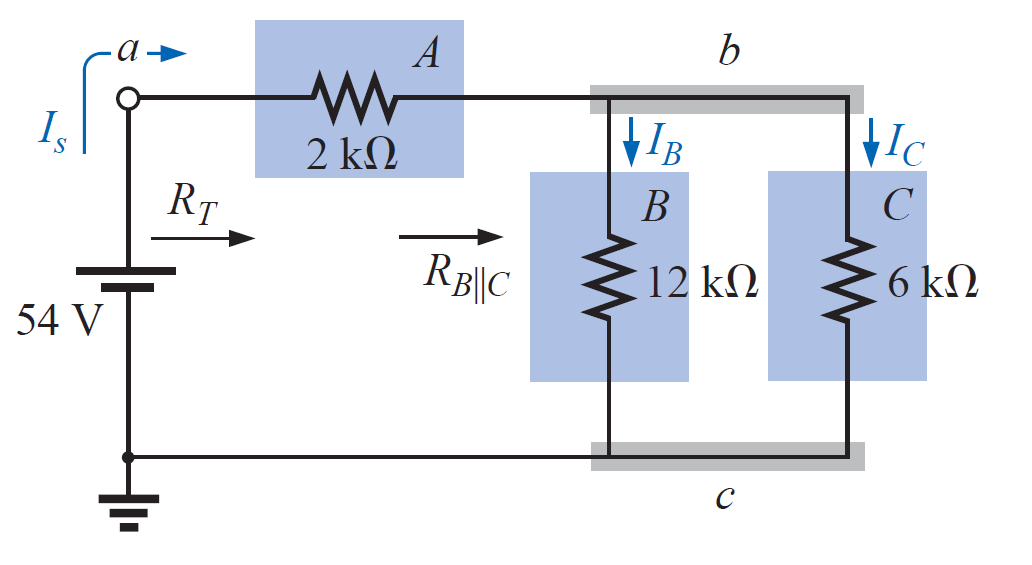 a
A
b
I_s
2 kΩ
I_B
I_C
R_T
B
C
R_B||C
12 kΩ
6 kΩ
54 V
c